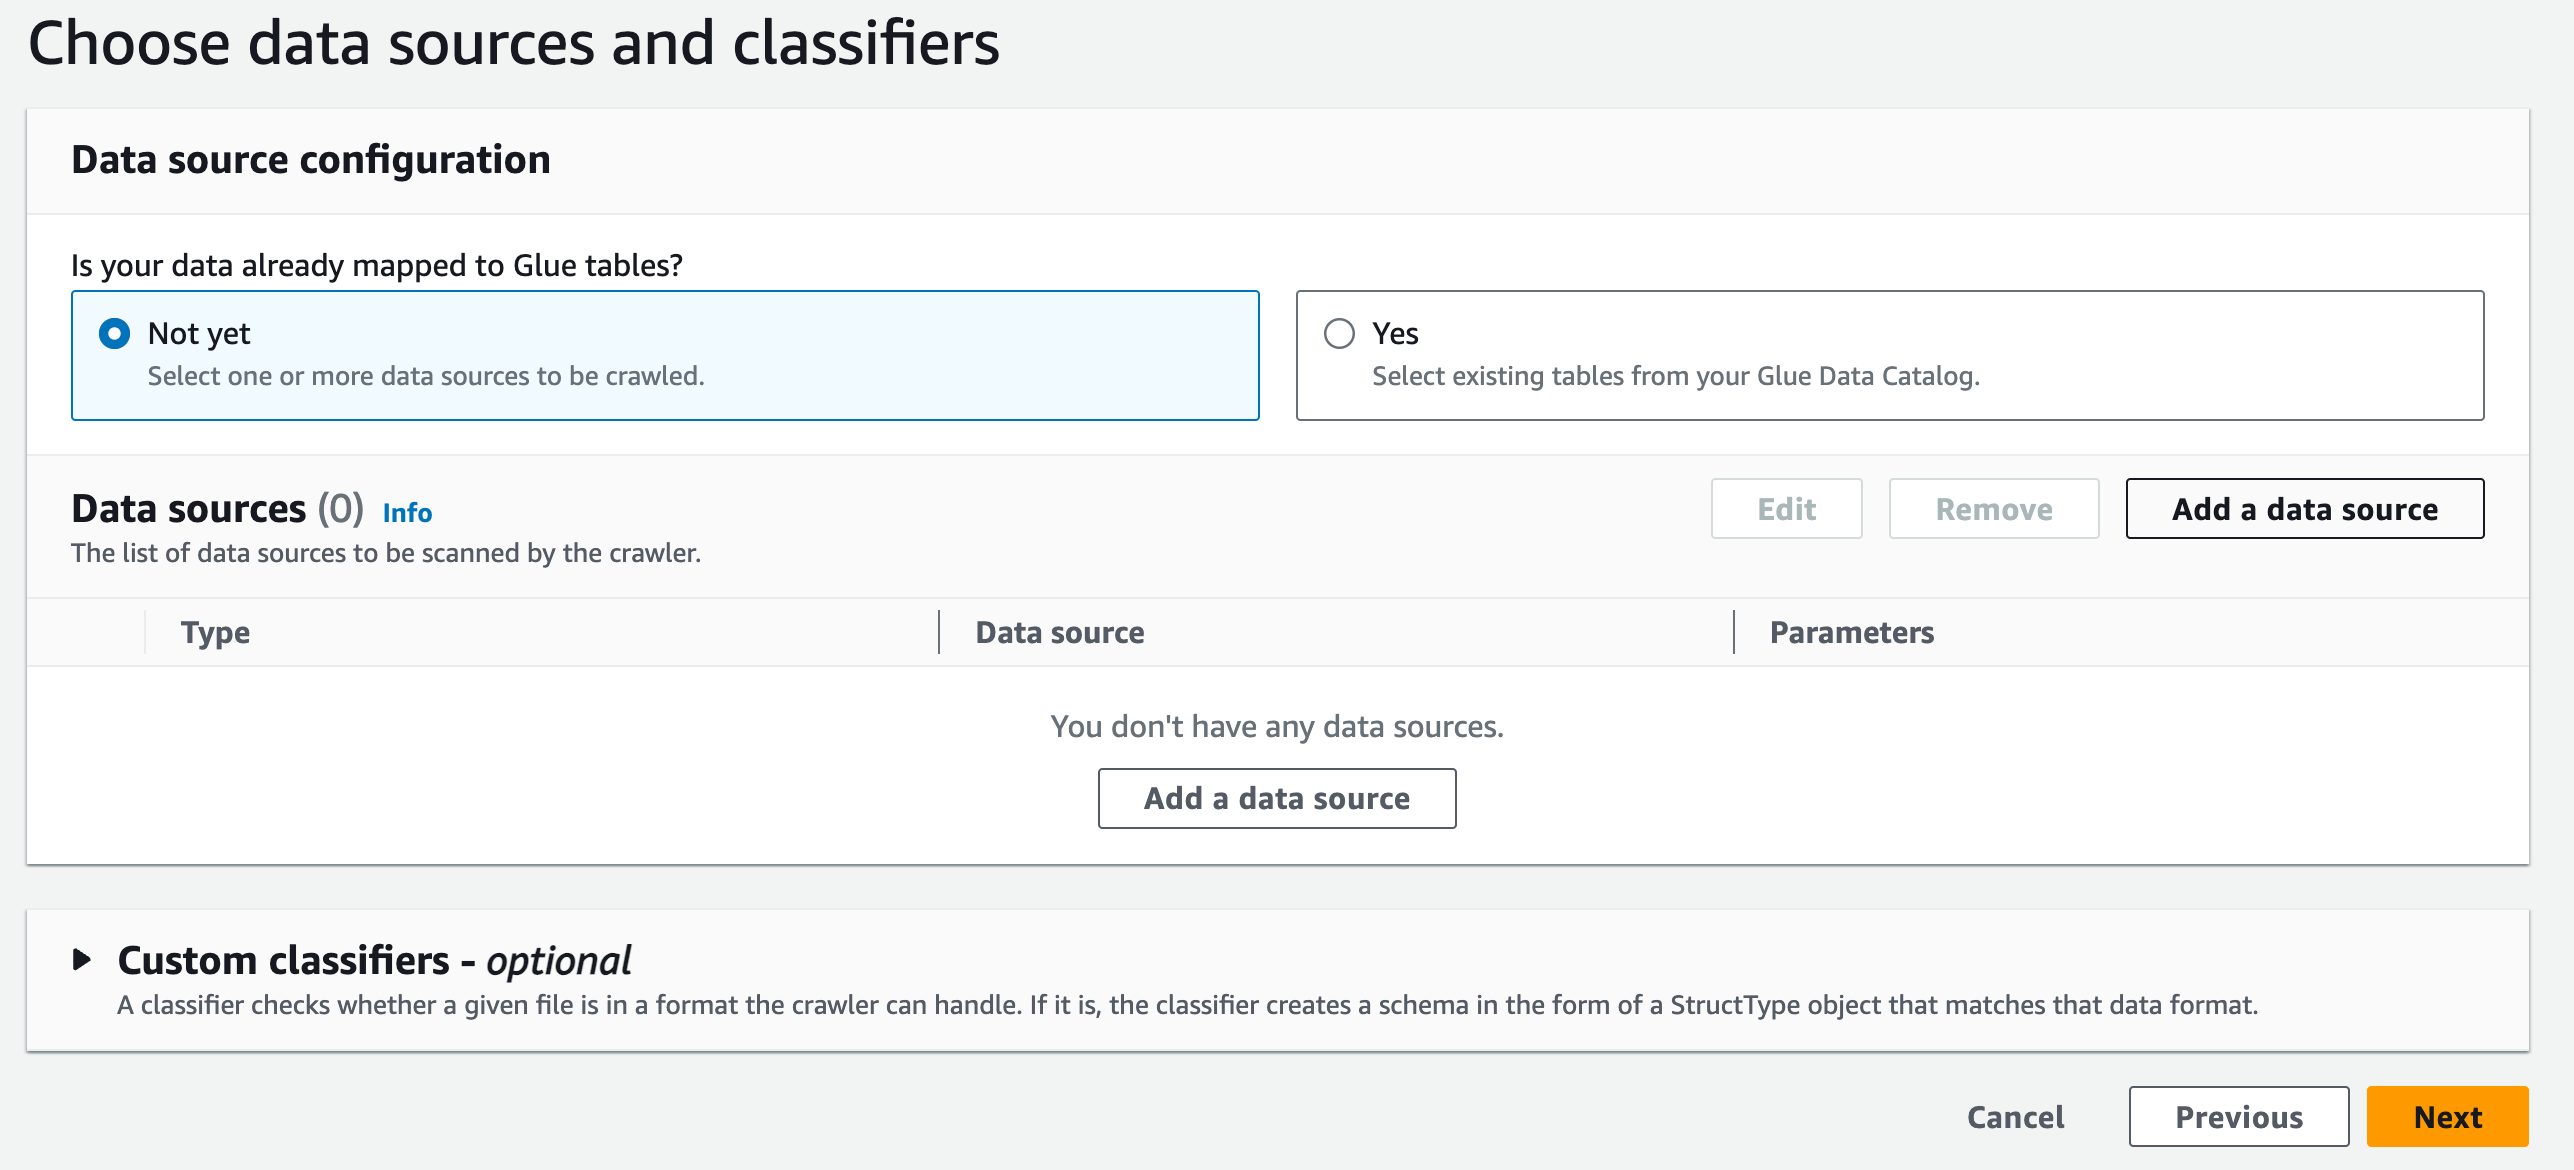 Choose data sources and classifiers
Data source configuration
Is your data already mapped to Glue tables?
Not yet
Select one or more data sources to be crawled.
Yes
Select existing tables from your Glue Data Catalog.
Data sources (0) Info
The list of data sources to be scanned by the crawler.
Edit
Remove
Add a data source
Type
Data source
Parameters
You don't have any data sources.
Add a data source
Custom classifiers - optional
A classifier checks whether a given file is in a format the crawler can handle. If it is, the classifier creates a schema in the form of a StructType object that matches that data format.
Cancel
Previous
Next